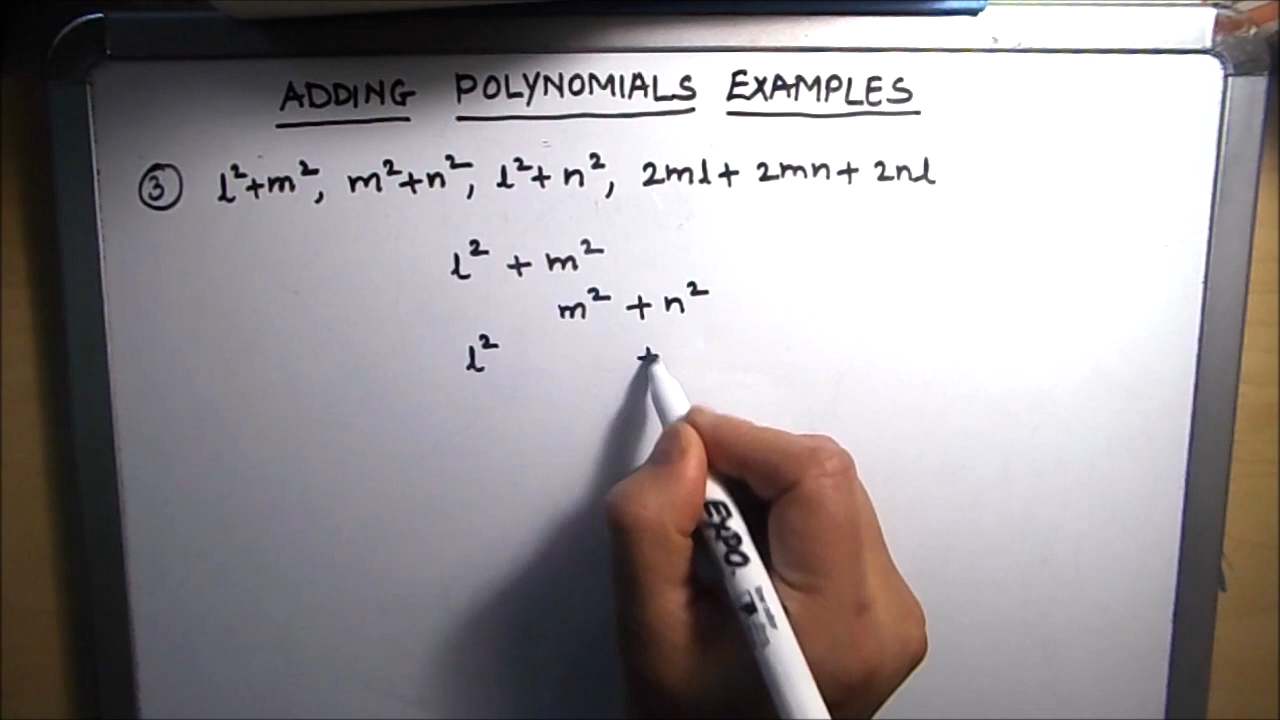 ADDING POLYNOMIALS EXAMPLES
③ l²+m², m²+n², l²+n², 2ml+ 2mn+ 2nl
l² + m²
m² + n²
l² +
EXPO